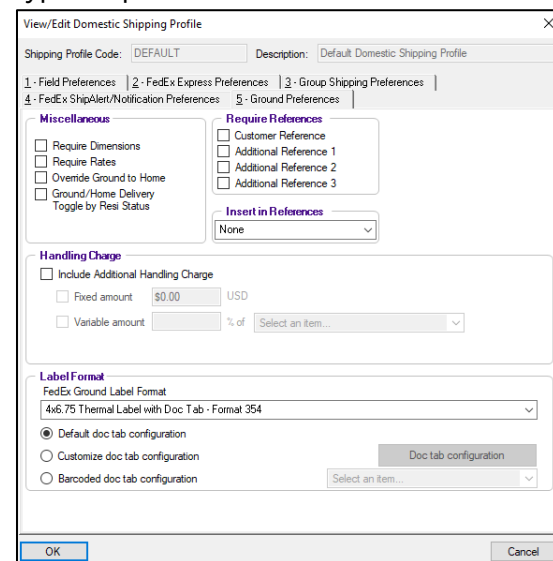 View/Edit Domestic Shipping Profile
Shipping Profile Code: DEFAULT Description: Default Domestic Shipping Profile
1 - Field Preferences 2 - FedEx Express Preferences 3 - Group Shipping Preferences
4 - FedEx ShipAlert/Notification Preferences 5 - Ground Preferences
Miscellaneous
Require Dimensions
Require Rates
Override Ground to Home
Ground/Home Delivery
Toggle by Resi Status
Require References
Customer Reference
Additional Reference 1
Additional Reference 2
Additional Reference 3
Insert in References
None
Handling Charge
Include Additional Handling Charge
Fixed amount $0.00 USD
Variable amount % of Select an item...
Label Format
FedEx Ground Label Format
4x6.75 Thermal Label with Doc Tab - Format 354
Default doc tab configuration
Customize doc tab configuration Doc tab configuration
Barcoded doc tab configuration Select an item...
OK Cancel